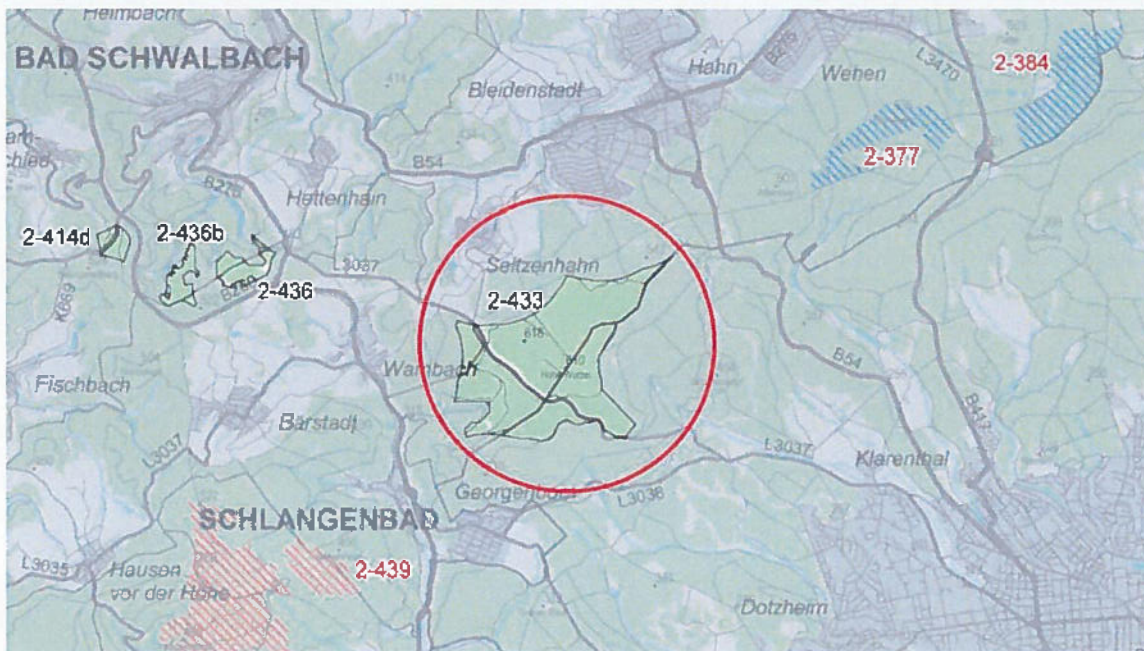 Heimbach
BAD SCHWALBACH
Hahn
B275
Wehen
L3470
2-384
Bleidenstadt
2-377
B54
Hettenhain
2-414d
2-436b
2-436
B260
L3037
Seitzenhahn
2-433
618
Wambach
K669
Fischbach
Bärstadt
L3037
B54
B417
L3037
Klarenthal
Georgenborn
L3038
SCHLANGENBAD
2-439
L3035
Hausen
vor der Höhe
Dotzheim